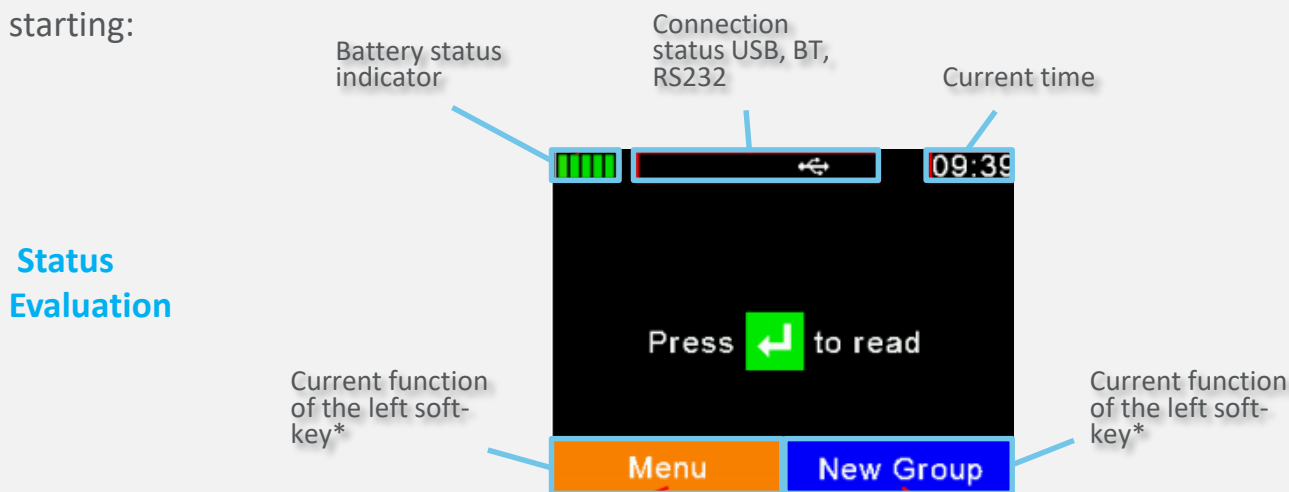 starting:
Battery status
indicator
Connection
status USB, BT,
RS232
Current time
09:39
Status
Evaluation
Press to read
Current function
of the left soft-
key*
Current function
of the left soft-
key*
Menu
New Group